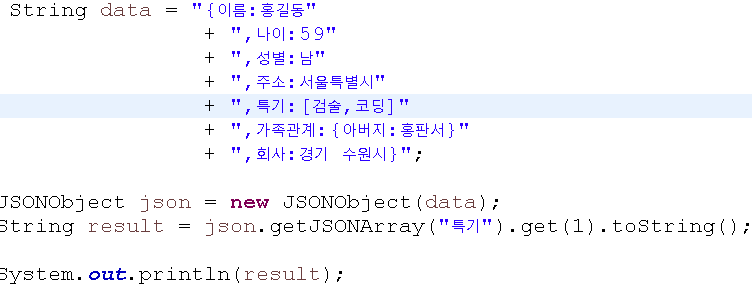 String data = "{이름:홍길동"
+ ",나이:59"
+ ",성별:남"
+ ",주소:서울특별시"
+ ",특기:[검술,코딩]"
+ ",가족관계:{아버지:홍판서}"
+ ",회사:경기 수원시}";
JSONObject json = new JSONObject(data);
String result = json.getJSONArray("특기").get(1).toString();
System.out.println(result);